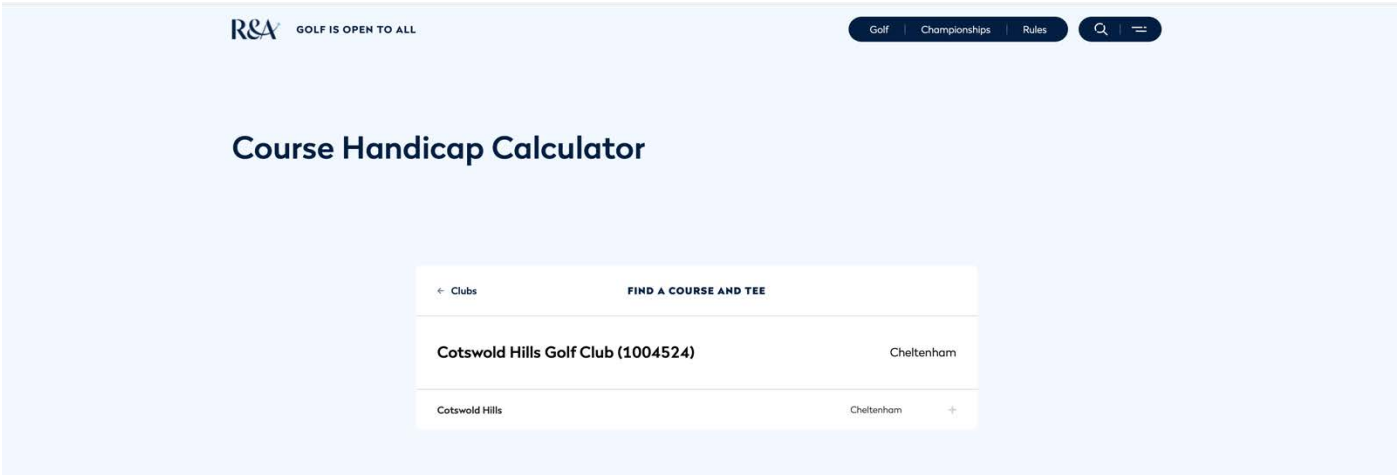 R&A GOLF IS OPEN TO ALL Golf Championships Rules
Course Handicap Calculator
← Clubs FIND A COURSE AND TEE
Cotswold Hills Golf Club (1004524) Cheltenham
Cotswold Hills Cheltenham +